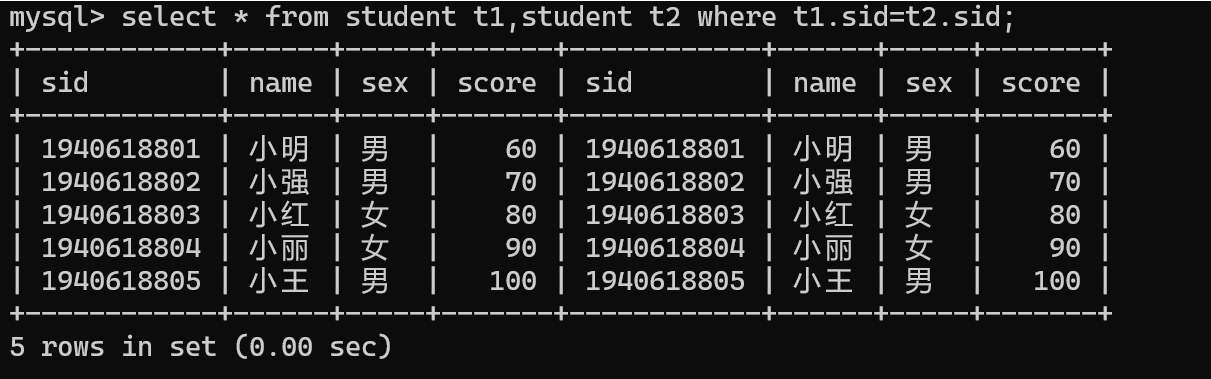 mysql> select * from student t1,student t2 where t1.sid=t2.sid;
+------------+------+-----+-------+------------+------+-----+-------+
| sid        | name | sex | score | sid        | name | sex | score |
+------------+------+-----+-------+------------+------+-----+-------+
| 1940618801 | 小明 | 男  |    60 | 1940618801 | 小明 | 男  |    60 |
| 1940618802 | 小强 | 男  |    70 | 1940618802 | 小强 | 男  |    70 |
| 1940618803 | 小红 | 女  |    80 | 1940618803 | 小红 | 女  |    80 |
| 1940618804 | 小丽 | 女  |    90 | 1940618804 | 小丽 | 女  |    90 |
| 1940618805 | 小王 | 男  |   100 | 1940618805 | 小王 | 男  |   100 |
+------------+------+-----+-------+------------+------+-----+-------+
5 rows in set (0.00 sec)